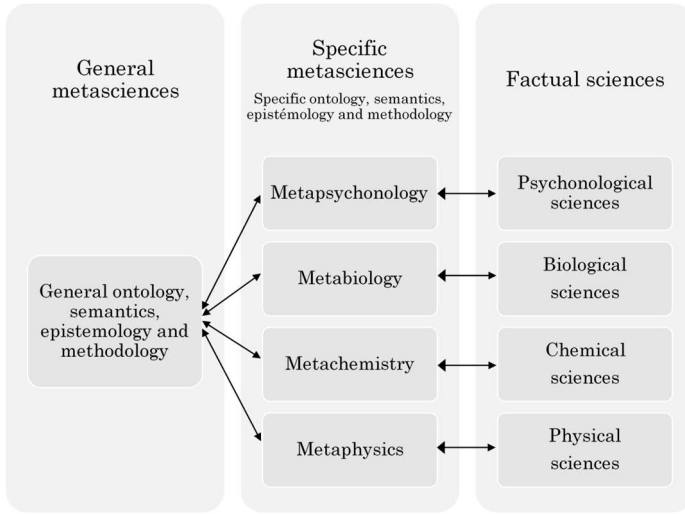 General
metasciences
General ontology,
semantics,
epistemology and
methodology
Specific
metasciences
Specific ontology, semantics,
epistémology and methodology
Metapsychonology
Metabiology
Metachemistry
Metaphysics
Factual sciences
Psychonological
sciences
Biological
sciences
Chemical
sciences
Physical
sciences